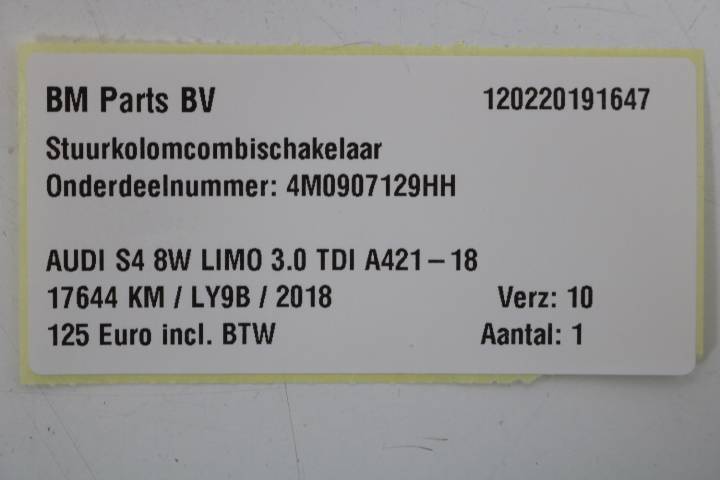 BM Parts BV 120220191647
Stuurkolomcombischakelaar
Onderdeelnummer: 4M0907129HH
AUDI S4 8W LIMO 3.0 TDI A421-18
17644 KM / LY9B / 2018 Verz: 10
125 Euro incl. BTW Aantal: 1